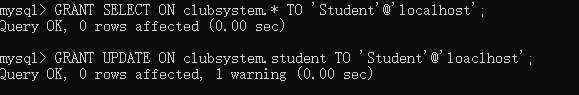 mysql> GRANT SELECT ON clubsystem.* TO 'Student'@'localhost';
Query OK, 0 rows affected (0.00 sec)
mysql> GRANT UPDATE ON clubsystem.student TO 'Student'@'loaclhost';
Query OK, 0 rows affected, 1 warning (0.00 sec)